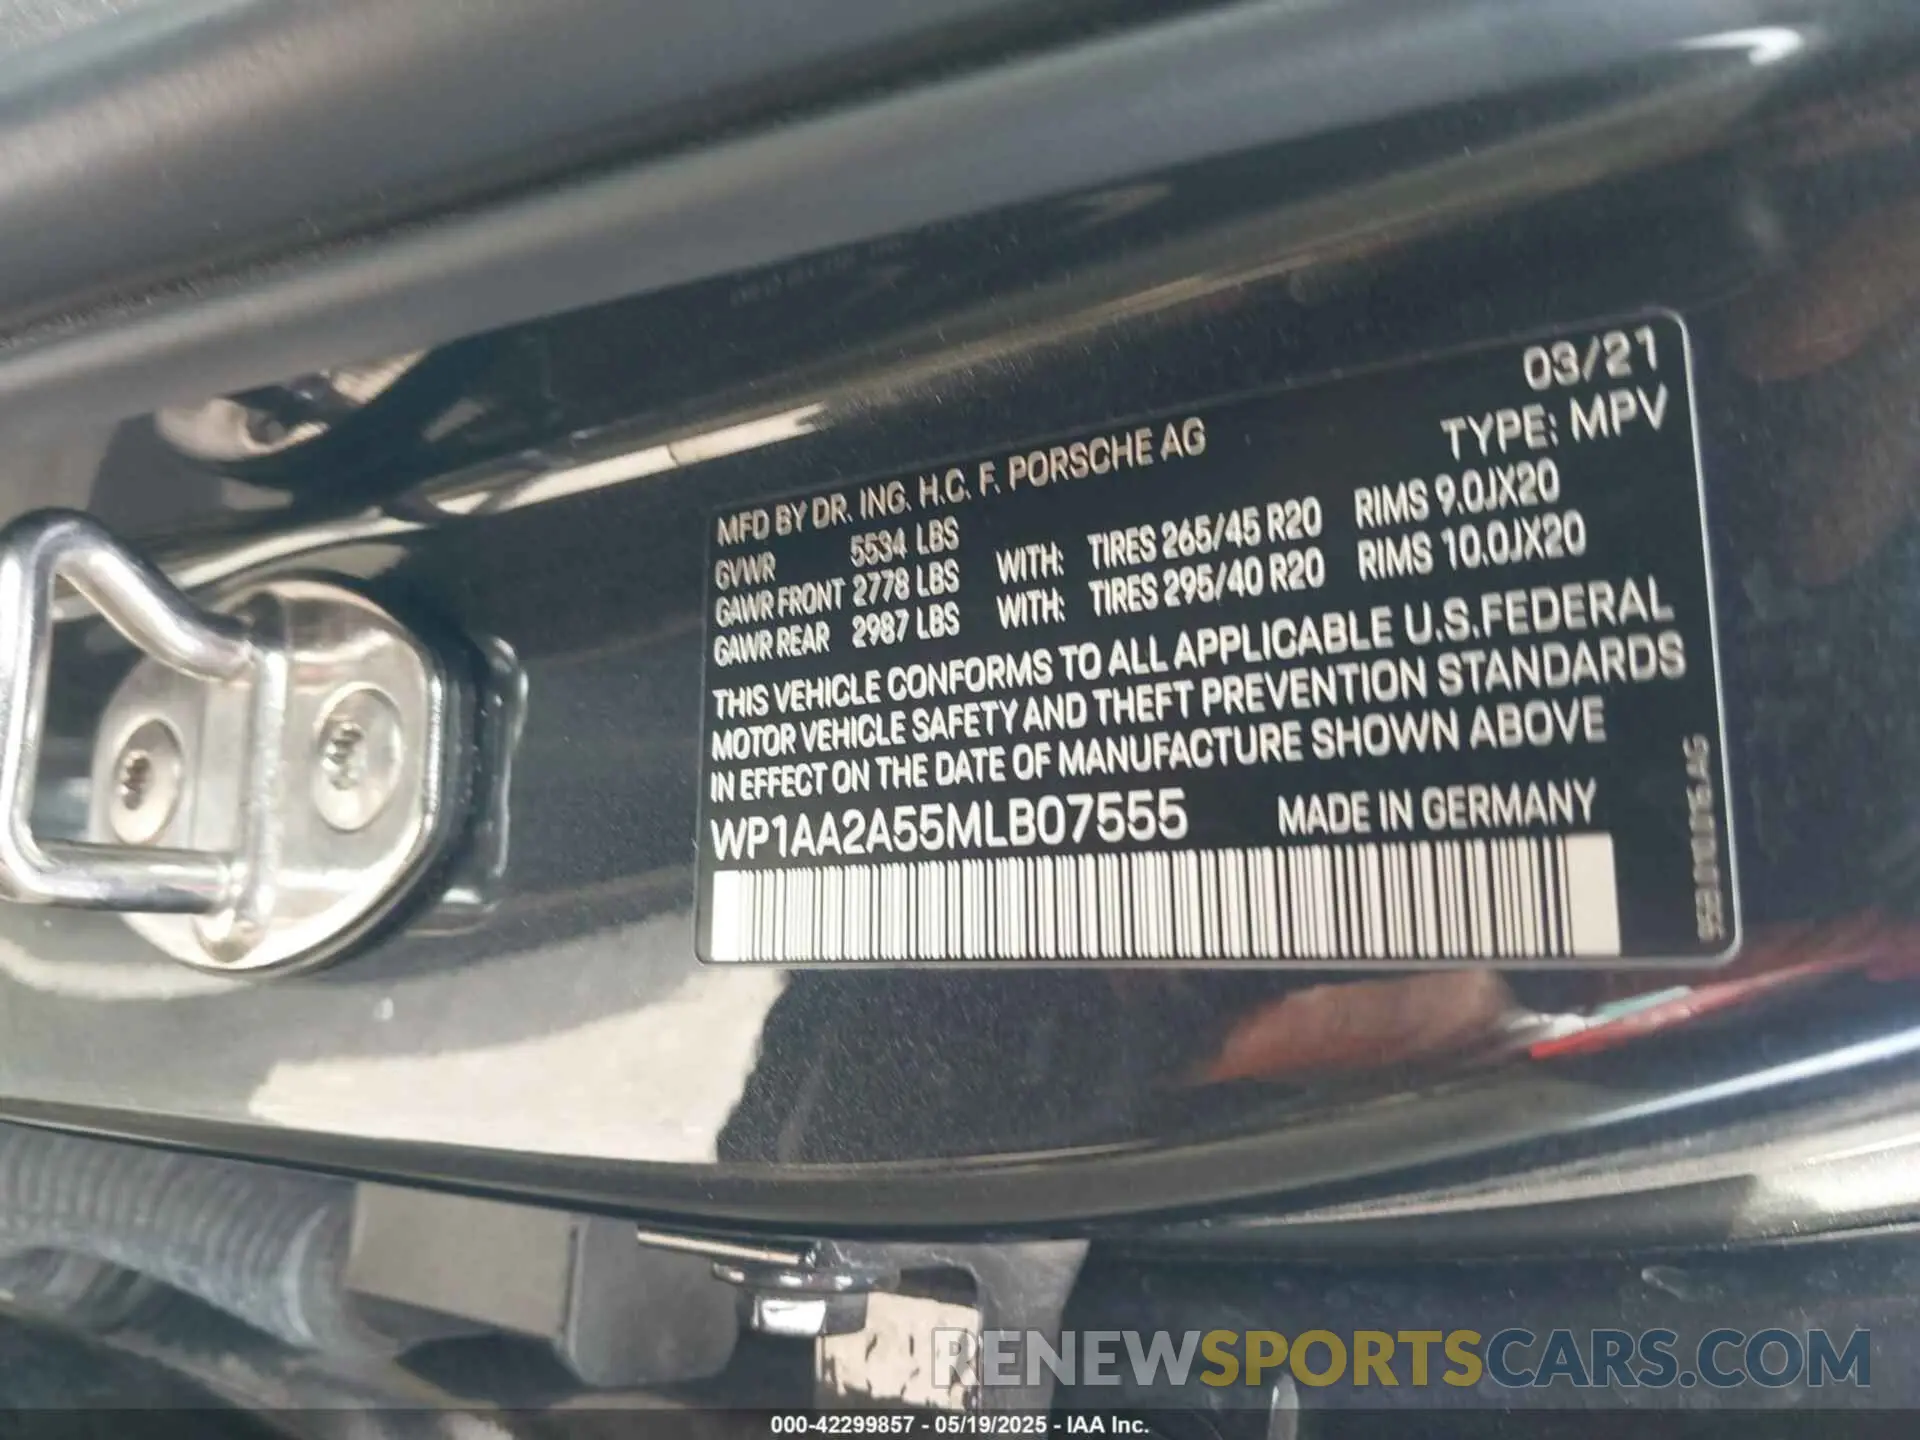 03/21
TYPE: MPV
MFD BY DR. ING. H.C. F. PORSCHE AG
GVWR 5534 LBS
GAWR FRONT 2778 LBS WITH: TIRES 265/45 R20 RIMS 9.0JX20
GAWR REAR 2987 LBS WITH: TIRES 295/40 R20 RIMS 10.0JX20
THIS VEHICLE CONFORMS TO ALL APPLICABLE U.S.FEDERAL
MOTOR VEHICLE SAFETY AND THEFT PREVENTION STANDARDS
IN EFFECT ON THE DATE OF MANUFACTURE SHOWN ABOVE
WP1AA2A55MLB07555 MADE IN GERMANY
RENEWSPORTSCARS.COM
000-42299857 - 05/19/2025 - IAA Inc.